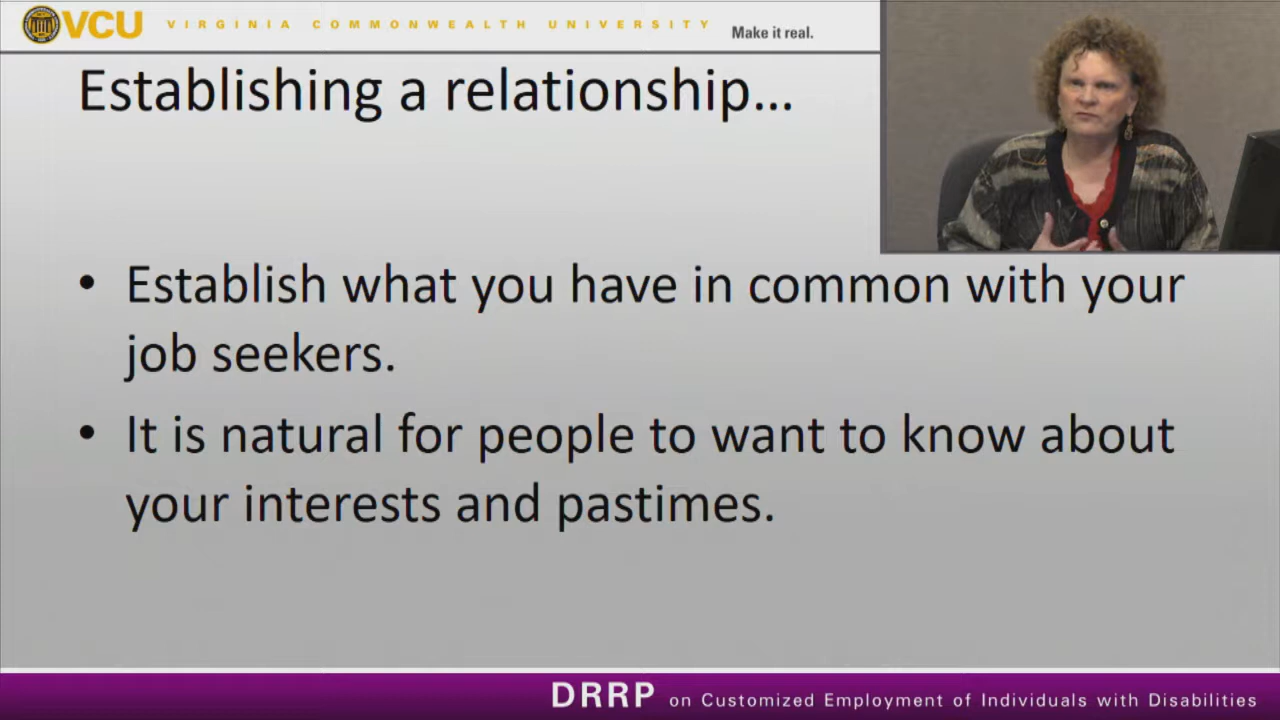 VCU VIRGINIA COMMONWEALTH UNIVERSITY Make it real.
Establishing a relationship...
• Establish what you have in common with your
job seekers.
• It is natural for people to want to know about
your interests and pastimes.
DRRP on Customized Employment of Individuals with Disabilities